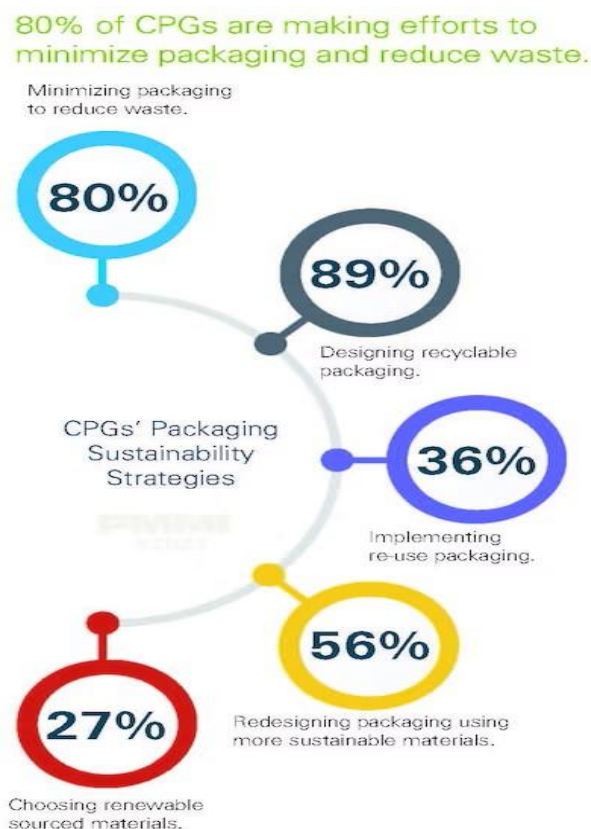 80% of CPGs are making efforts to
minimize packaging and reduce waste.
Minimizing packaging
to reduce waste.
80%
89%
Designing recyclable
packaging.
CPGs' Packaging
Sustainability
Strategies
36%
Implementing
re-use packaging.
56%
Redesigning packaging using
more sustainable materials.
27%
Choosing renewable
sourced materials.